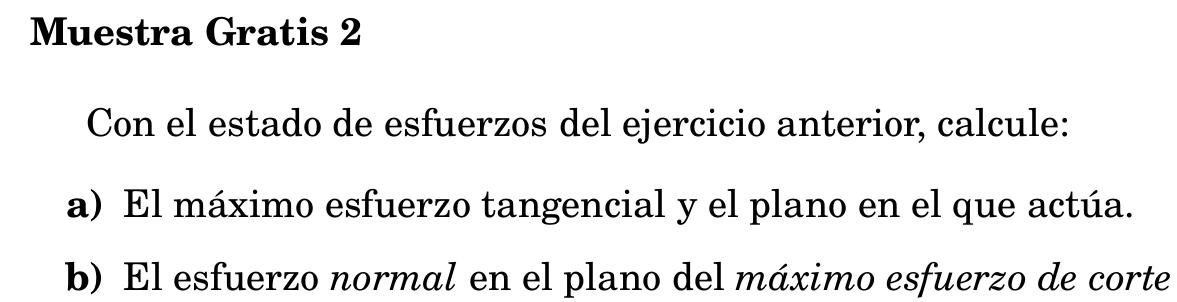 Muestra Gratis 2
Con el estado de esfuerzos del ejercicio anterior, calcule:
a) El máximo esfuerzo tangencial y el plano en el que actúa.
b) El esfuerzo normal en el plano del máximo esfuerzo de corte